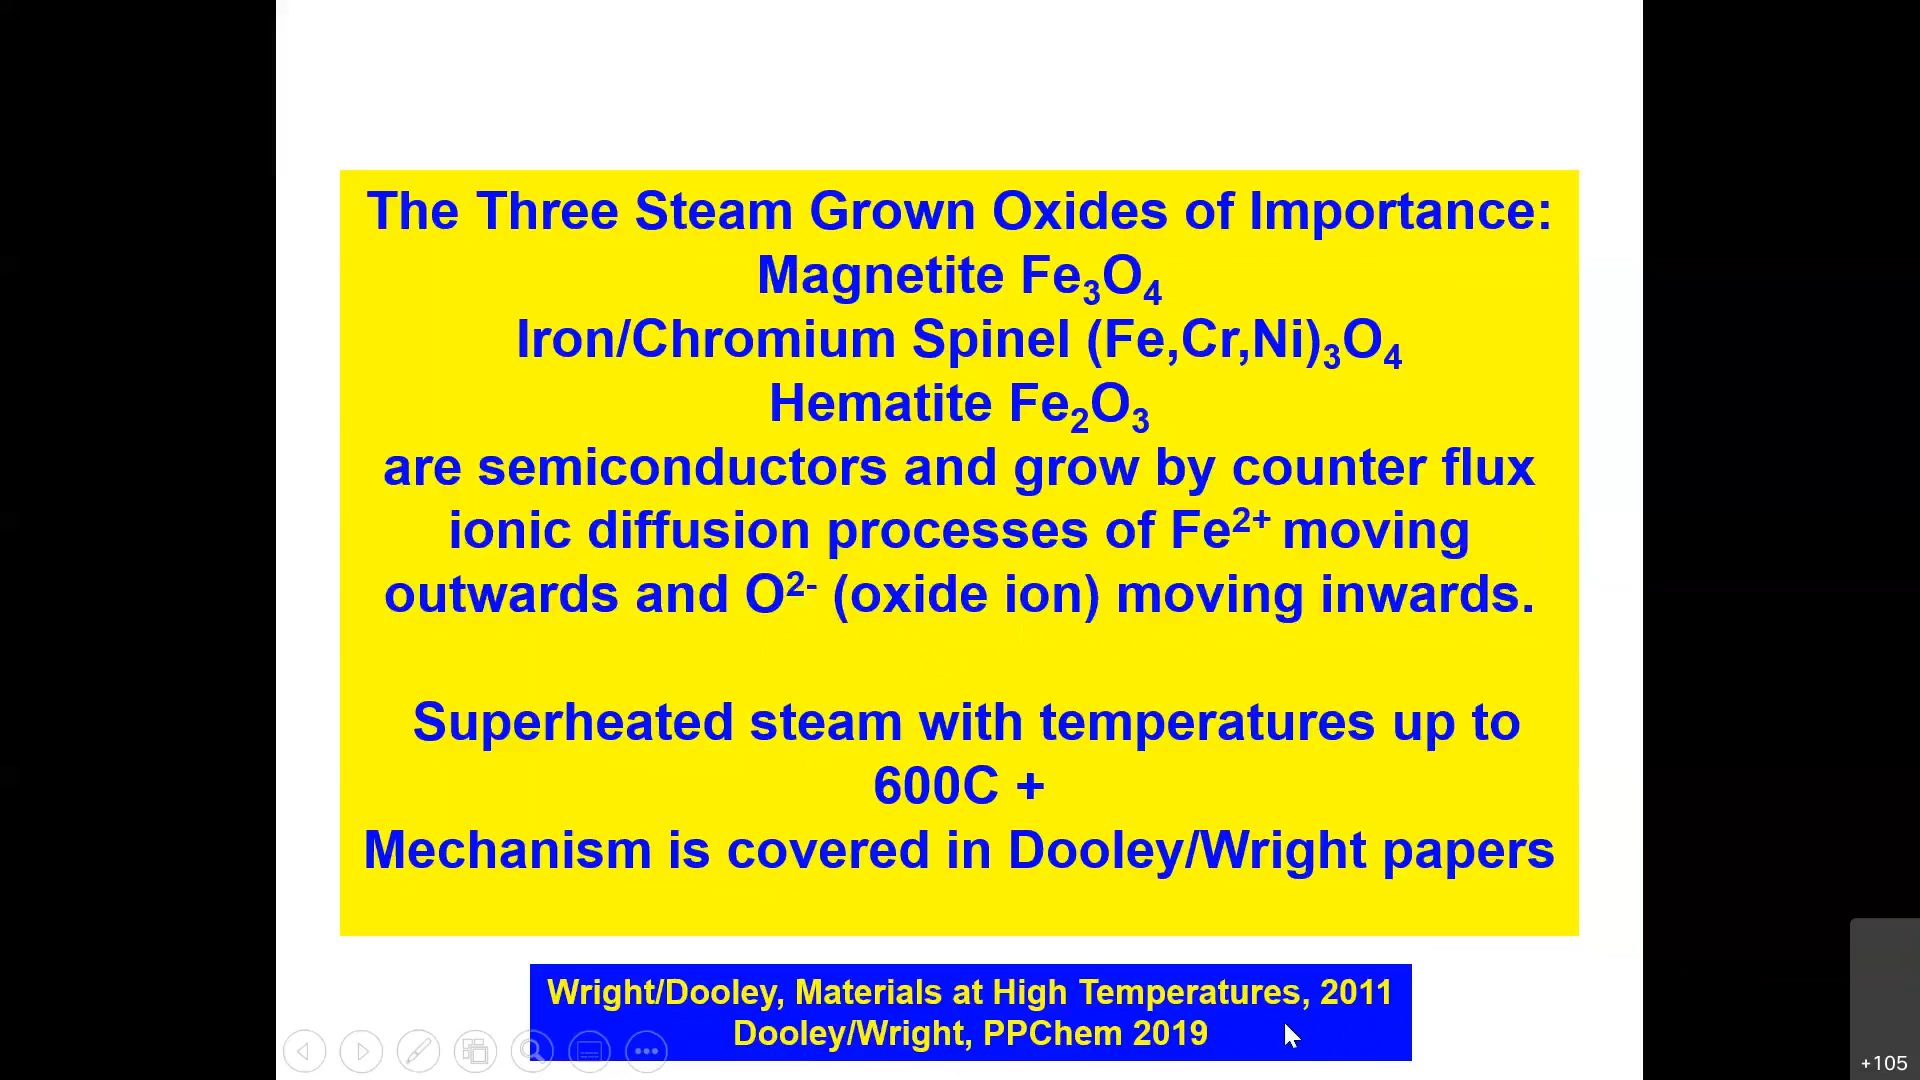 The Three Steam Grown Oxides of Importance:
Magnetite Fe₃O₄
Iron/Chromium Spinel (Fe,Cr,Ni)₃O₄
Hematite Fe₂O₃
are semiconductors and grow by counter flux
ionic diffusion processes of Fe²⁺ moving
outwards and O²⁻ (oxide ion) moving inwards.
Superheated steam with temperatures up to
600C +
Mechanism is covered in Dooley/Wright papers
Wright/Dooley, Materials at High Temperatures, 2011
Dooley/Wright, PPChem 2019
+105